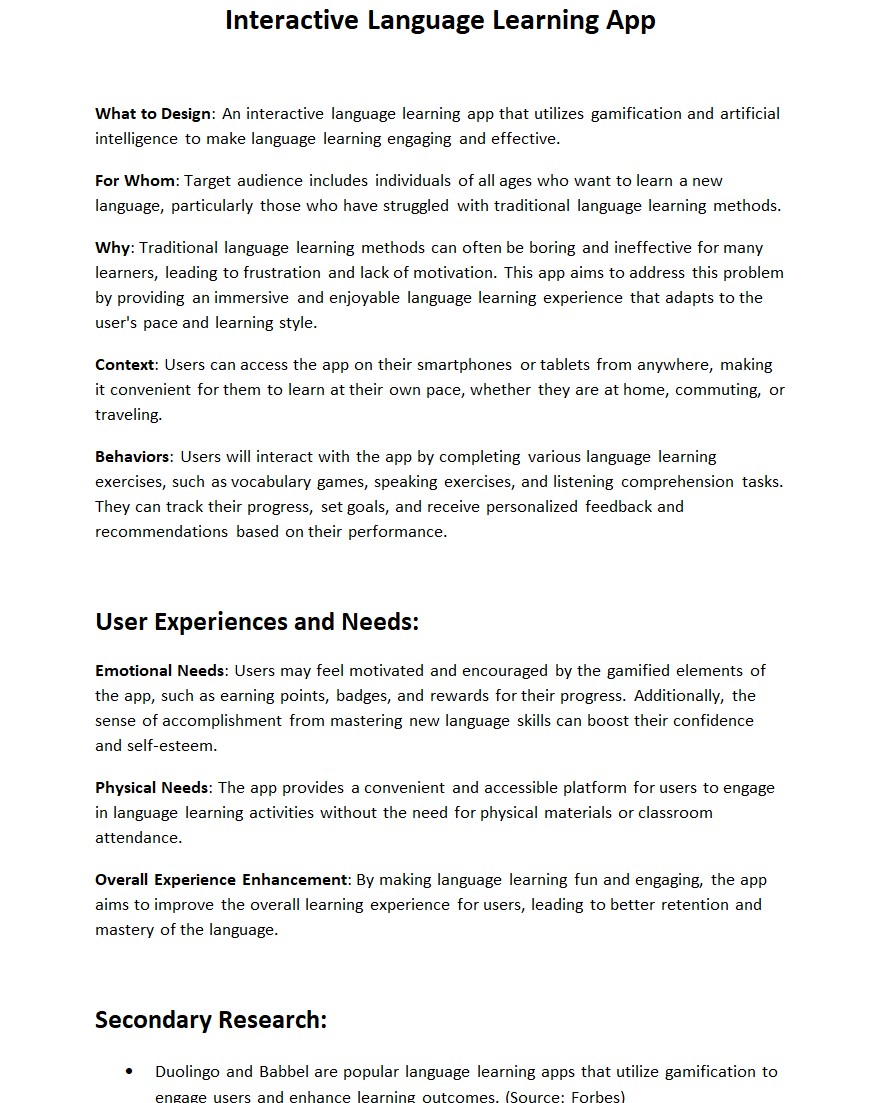 Interactive Language Learning App
What to Design: An interactive language learning app that utilizes gamification and artificial
intelligence to make language learning engaging and effective.
For Whom: Target audience includes individuals of all ages who want to learn a new
language, particularly those who have struggled with traditional language learning methods.
Why: Traditional language learning methods can often be boring and ineffective for many
learners, leading to frustration and lack of motivation. This app aims to address this problem
by providing an immersive and enjoyable language learning experience that adapts to the
user's pace and learning style.
Context: Users can access the app on their smartphones or tablets from anywhere, making
it convenient for them to learn at their own pace, whether they are at home, commuting, or
traveling.
Behaviors: Users will interact with the app by completing various language learning
exercises, such as vocabulary games, speaking exercises, and listening comprehension tasks.
They can track their progress, set goals, and receive personalized feedback and
recommendations based on their performance.
User Experiences and Needs:
Emotional Needs: Users may feel motivated and encouraged by the gamified elements of
the app, such as earning points, badges, and rewards for their progress. Additionally, the
sense of accomplishment from mastering new language skills can boost their confidence
and self-esteem.
Physical Needs: The app provides a convenient and accessible platform for users to engage
in language learning activities without the need for physical materials or classroom
attendance.
Overall Experience Enhancement: By making language learning fun and engaging, the app
aims to improve the overall learning experience for users, leading to better retention and
mastery of the language.
Secondary Research:
• Duolingo and Babbel are popular language learning apps that utilize gamification to
engage users and enhance learning outcomes. (Source: Forbes)